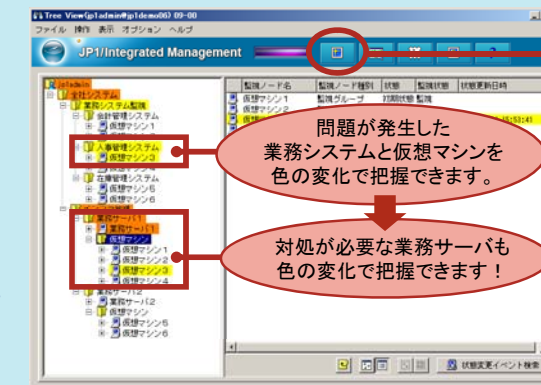 Tree View(jp1admin@jp1demo06) 09-00
ファイル 操作 表示 オプション ヘルプ
JP1/Integrated Management
jp1admin
全社システム
業務システム監視
会計管理システム
仮想マシン1
人事管理システム
仮想マシン3
在庫管理システム
仮想マシン5
仮想マシン6
業務サーバ1
業務サーバ1
仮想マシン
仮想マシン1
仮想マシン2
仮想マシン3
仮想マシン4
業務サーバ2
業務サーバ2
仮想マシン
仮想マシン5
仮想マシン6
監視ノード名 監視ノード種別 状態 監視状態 状態更新日時
仮想マシン1 監視グループ 初期状態 監視
仮想マシン2
15:53:41
問題が発生した
業務システムと仮想マシンを
色の変化で把握できます。
対処が必要な業務サーバも
色の変化で把握できます！
状態変更イベント検索